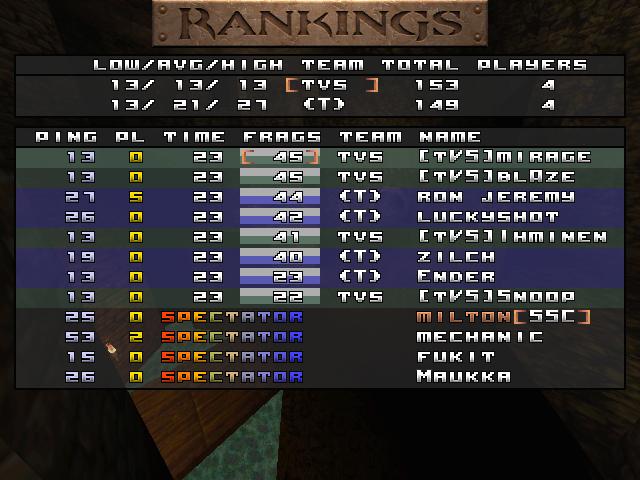 RANKINGS
LOW/AVG/HIGH TEAM TOTAL PLAYERS
13/ 13/ 13 [TVS ] 153 4
13/ 21/ 27 (T) 149 4
PING PL TIME FRAGS TEAM NAME
13 0 23 [ 45 ] TVS [TVS]MIRAGE
13 0 23 45 TVS [TVS]BLAZE
27 5 23 44 (T) RON JEREMY
26 0 23 42 (T) LUCKYSHOT
13 0 23 41 TVS [TVS]IHMINEN
19 0 23 40 (T) ZILCH
13 0 23 23 (T) ENDER
13 0 23 22 TVS [TVS]SNOOP
25 0 SPECTATOR MILTON[SSC]
53 2 SPECTATOR MECHANIC
15 0 SPECTATOR FUKIT
26 0 SPECTATOR MAUKKA